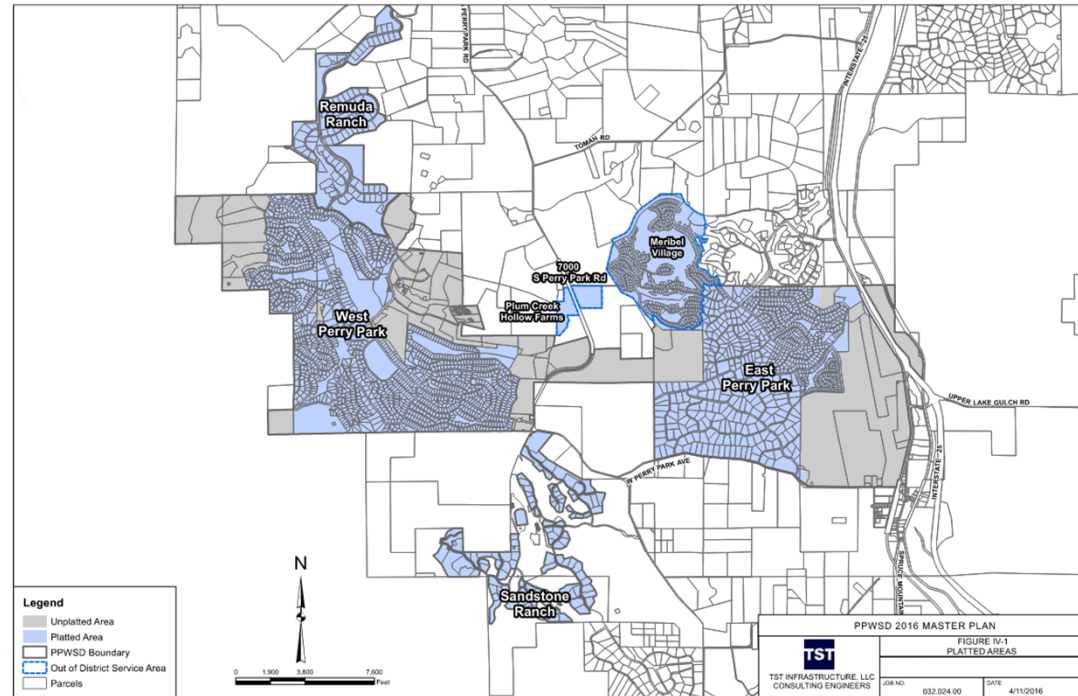 PERRY PARK RD
INTERSTATE 25
Remuda
Ranch
TOMAH RD
Meribel
Village
7000
S Perry Park Rd
Plum Creek
Hollow Farms
West
Perry Park
East
Perry Park
UPPER LAKE GULCH RD
W PERRY PARK AVE
INTERSTATE 25
SPRUCE MOUNTAIN
Sandstone
Ranch
N
Legend
Unplatted Area
Platted Area
PPWSD Boundary
Out of District Service Area
Parcels
0 1,900 3,800 7,600
Feet
PPWSD 2016 MASTER PLAN
TST
TST INFRASTRUCTURE, LLC
CONSULTING ENGINEERS
FIGURE IV-1
PLATTED AREAS
JOB NO.
032.024.00
DATE
4/11/2016